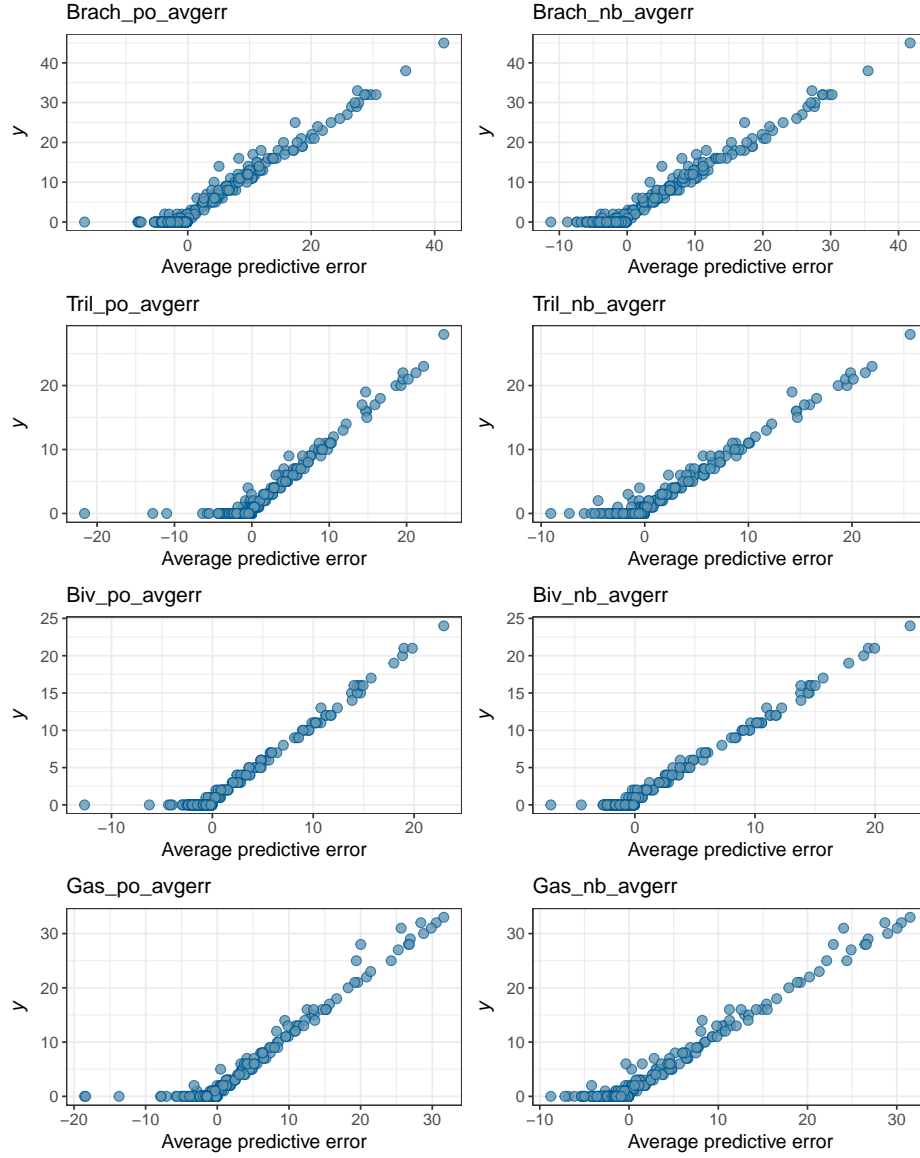 Brach_po_avgerr
Brach_nb_avgerr
y
40
30
20
10
0
0 20 40
Average predictive error
y
40
30
20
10
0
−10 0 10 20 30 40
Average predictive error
Tril_po_avgerr
Tril_nb_avgerr
y
20
10
0
−20 −10 0 10 20
Average predictive error
y
20
10
0
−10 0 10 20
Average predictive error
Biv_po_avgerr
Biv_nb_avgerr
y
25
20
15
10
5
0
−10 0 10 20
Average predictive error
y
25
20
15
10
5
0
0 10 20
Average predictive error
Gas_po_avgerr
Gas_nb_avgerr
y
30
20
10
0
−20 −10 0 10 20 30
Average predictive error
y
30
20
10
0
−10 0 10 20 30
Average predictive error